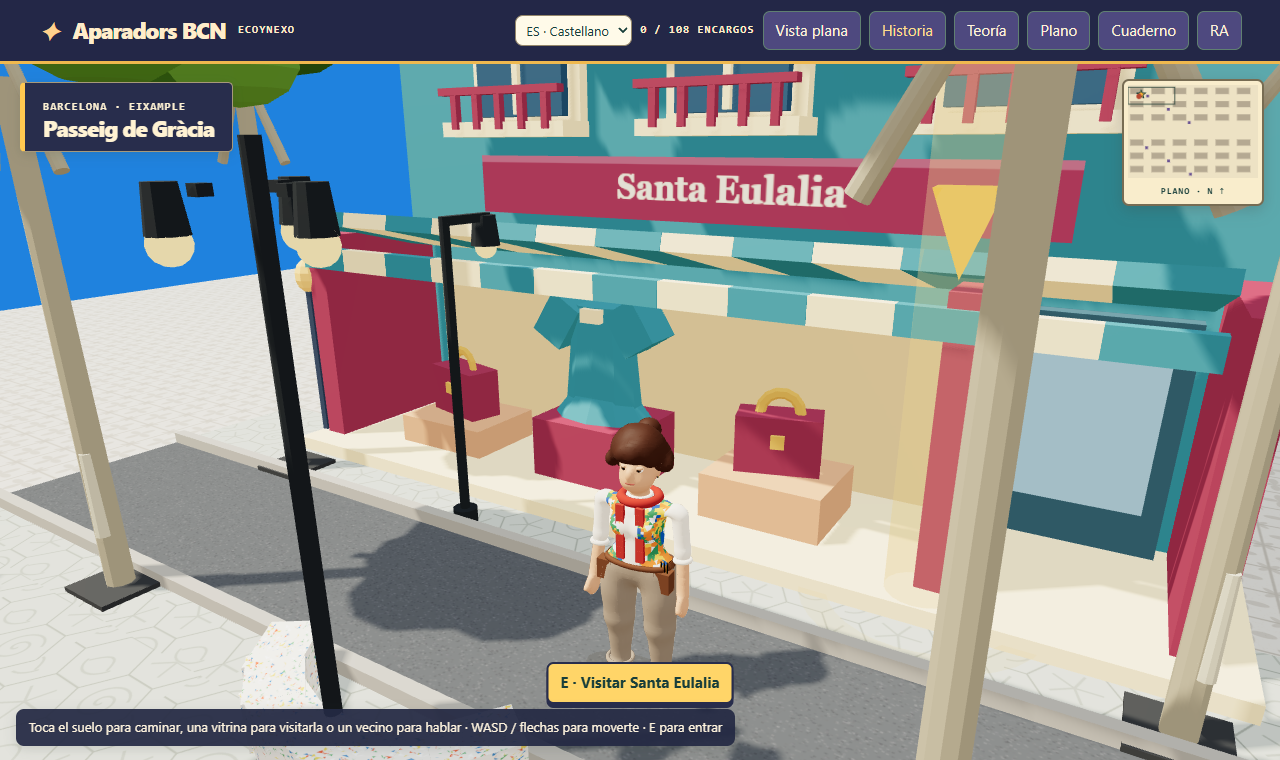 Aparadors BCN ECOYNEXO
ES · Castellano
0 / 108 ENCARGOS
Vista plana
Historia
Teoría
Plano
Cuaderno
RA
BARCELONA · EIXAMPLE
Passeig de Gràcia
Santa Eulalia
PLANO · N ↑
E · Visitar Santa Eulalia
Toca el suelo para caminar, una vitrina para visitarla o un vecino para hablar · WASD / flechas para moverte · E para entrar